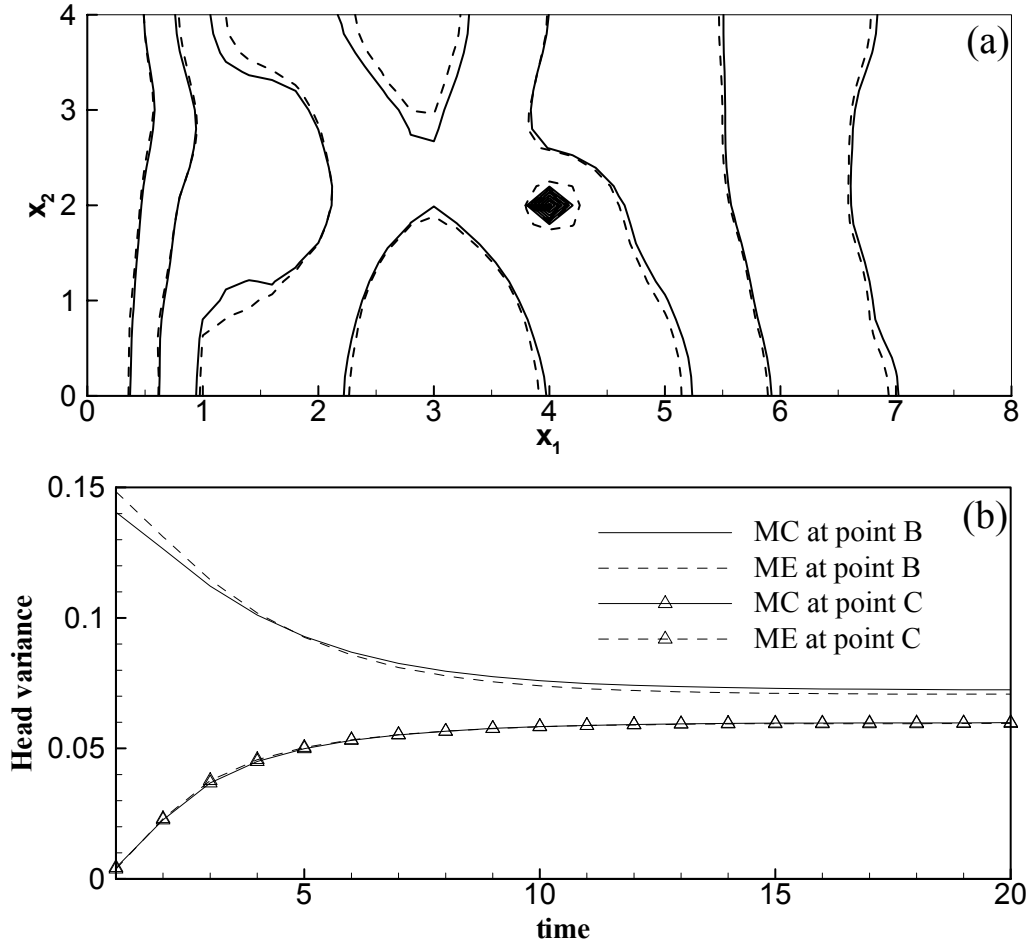 (a)
4
3
2
1
0
x2
0 1 2 3 4 5 6 7 8
x1
(b)
0.15
0.1
0.05
0
Head variance
MC at point B
ME at point B
MC at point C
ME at point C
5 10 15 20
time